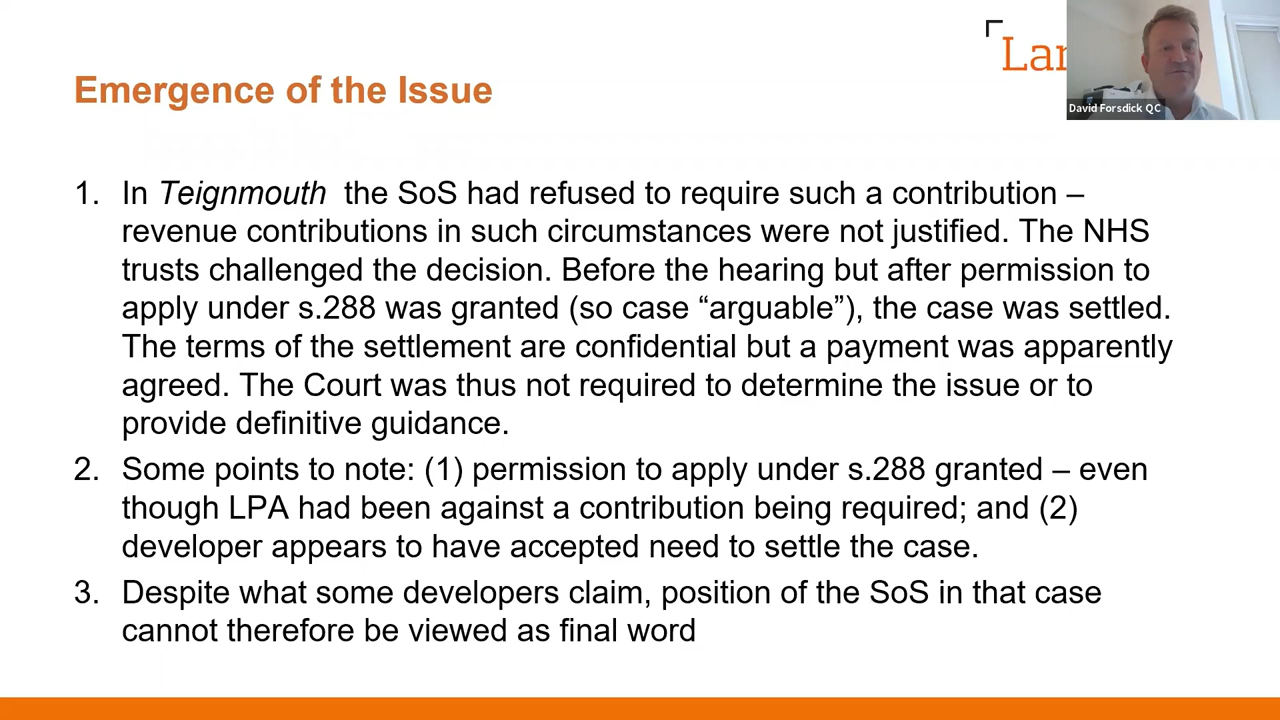 Lan
David Forsdick QC
Emergence of the Issue
1. In Teignmouth the SoS had refused to require such a contribution –
revenue contributions in such circumstances were not justified. The NHS
trusts challenged the decision. Before the hearing but after permission to
apply under s.288 was granted (so case “arguable”), the case was settled.
The terms of the settlement are confidential but a payment was apparently
agreed. The Court was thus not required to determine the issue or to
provide definitive guidance.
2. Some points to note: (1) permission to apply under s.288 granted – even
though LPA had been against a contribution being required; and (2)
developer appears to have accepted need to settle the case.
3. Despite what some developers claim, position of the SoS in that case
cannot therefore be viewed as final word